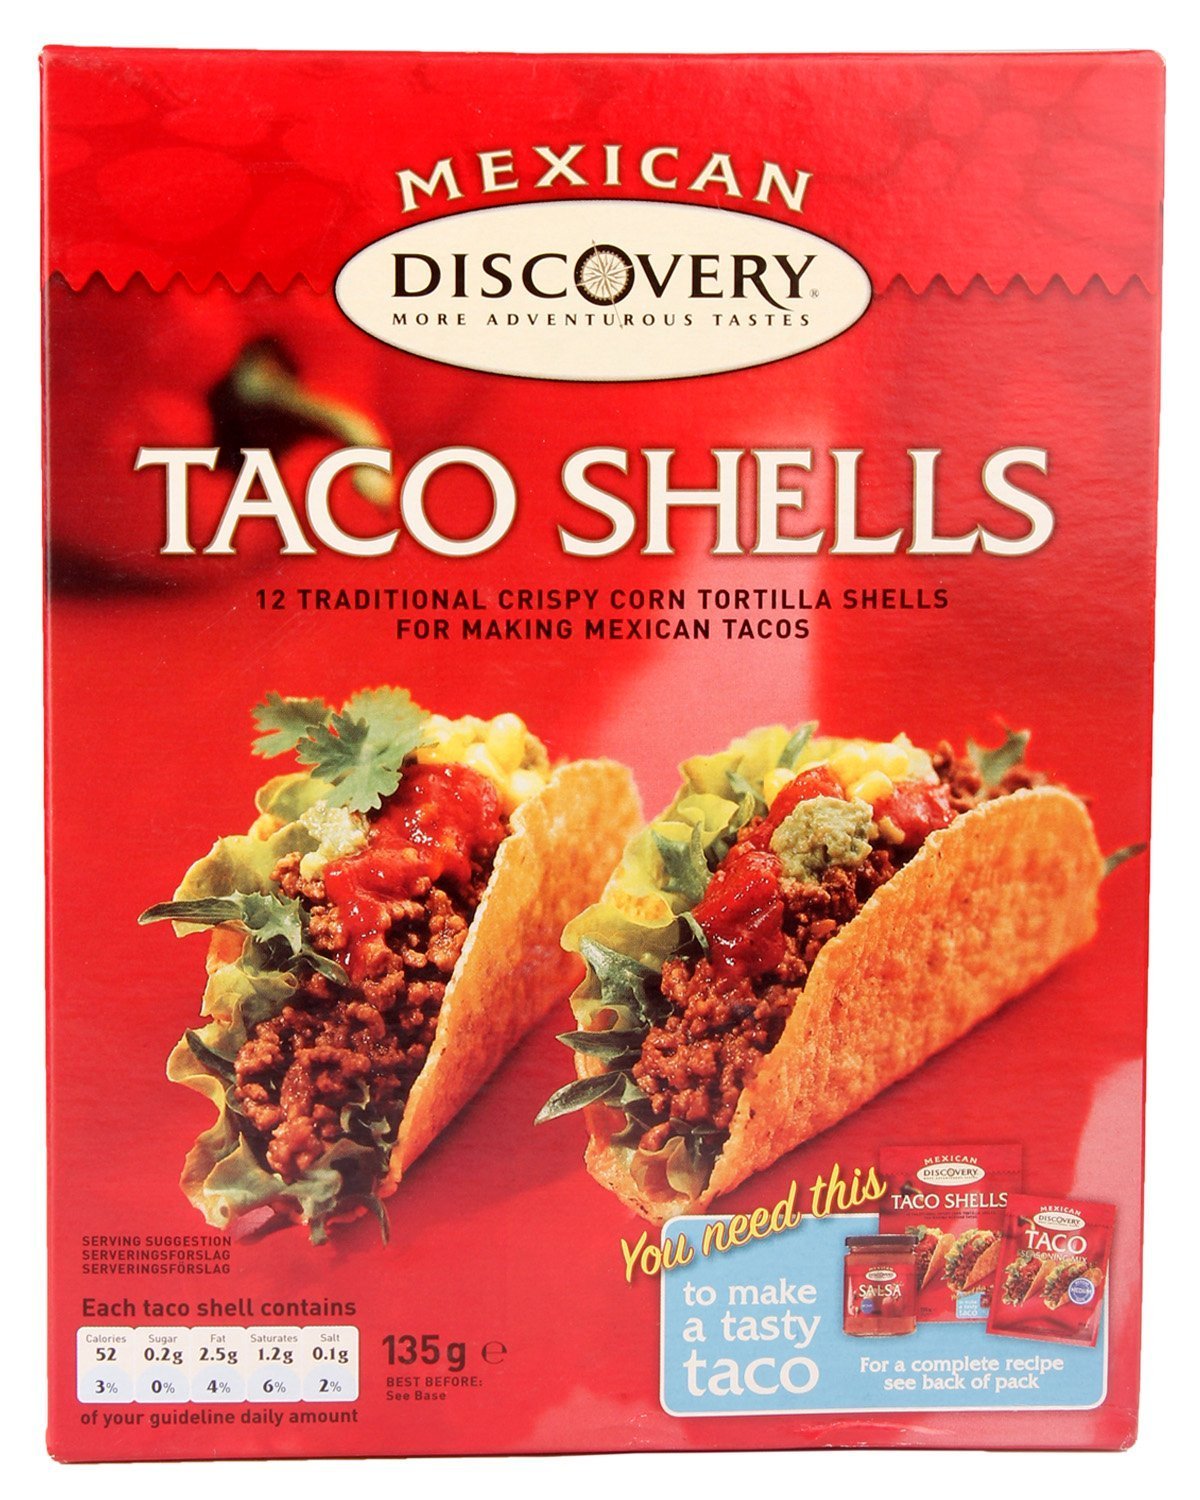 MEXICAN
DISCOVERY®
MORE ADVENTUROUS TASTES
TACO SHELLS
12 TRADITIONAL CRISPY CORN TORTILLA SHELLS
FOR MAKING MEXICAN TACOS
SERVING SUGGESTION
SERVERINGSFORSLAG
SERVERINGSFÖRSLAG
Each taco shell contains
Calories Sugar Fat Saturates Salt
52 0.2g 2.5g 1.2g 0.1g
3% 0% 4% 6% 2%
of your guideline daily amount
135g e
BEST BEFORE:
See Base
You need this
to make
a tasty
taco
MEXICAN
DISCOVERY
TACO SHELLS
MEXICAN
DISCOVERY
TACO
SEASONING MIX
DISCOVERY
SALSA
For a complete recipe
see back of pack